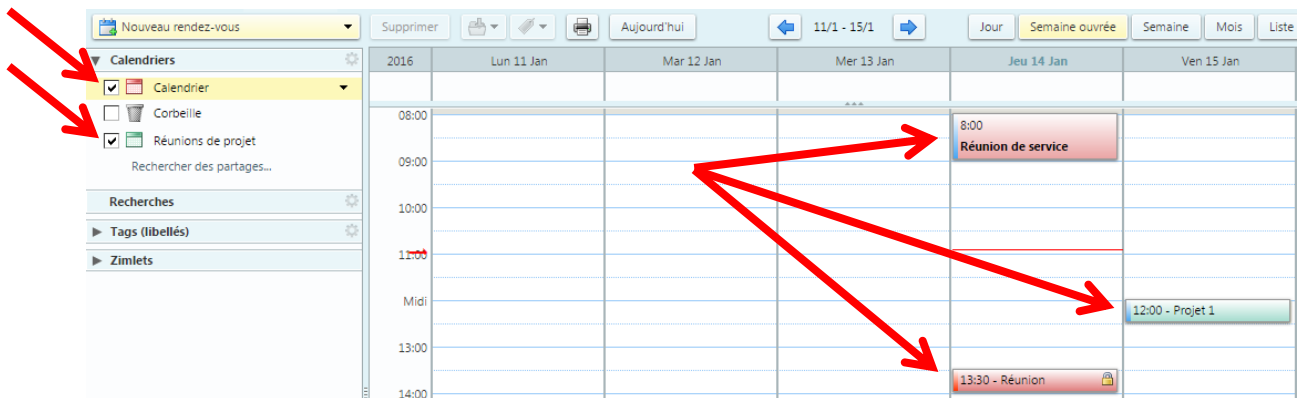 Nouveau rendez-vous
Supprimer
Aujourd'hui
11/1 - 15/1
Jour
Semaine ouvrée
Semaine
Mois
Liste
Calendriers
Calendrier
Corbeille
Réunions de projet
Rechercher des partages...
Recherches
Tags (libellés)
Zimlets
2016
Lun 11 Jan
Mar 12 Jan
Mer 13 Jan
Jeu 14 Jan
Ven 15 Jan
08:00
09:00
10:00
11:00
Midi
13:00
14:00
8:00
Réunion de service
12:00 - Projet 1
13:30 - Réunion